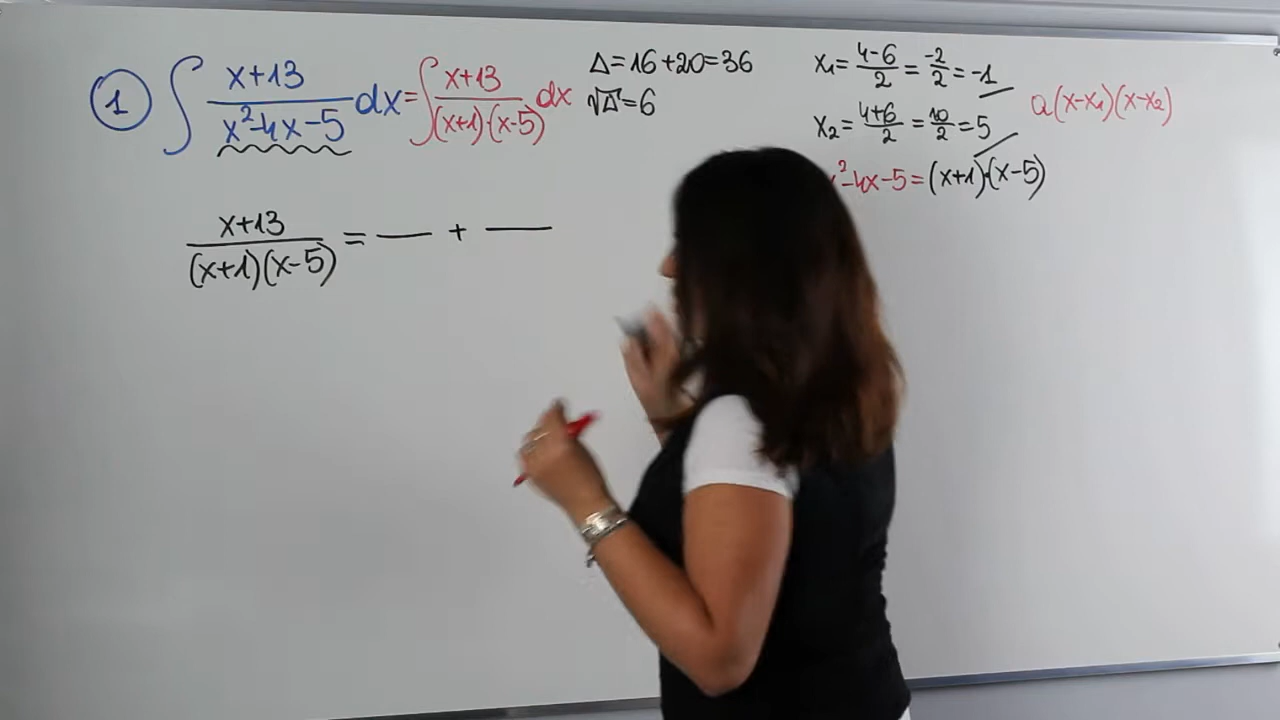 1 ∫ x+13 / x²-4x-5 dx = ∫ x+13 / (x+1)·(x-5) dx
Δ=16+20=36
√Δ=6
x₁= 4-6 / 2 = -2 / 2 = -1
x₂= 4+6 / 2 = 10 / 2 = 5
a(x-x₁)(x-x₂)
²-4x-5=(x+1)·(x-5)
x+13 / (x+1)(x-5) = — + —